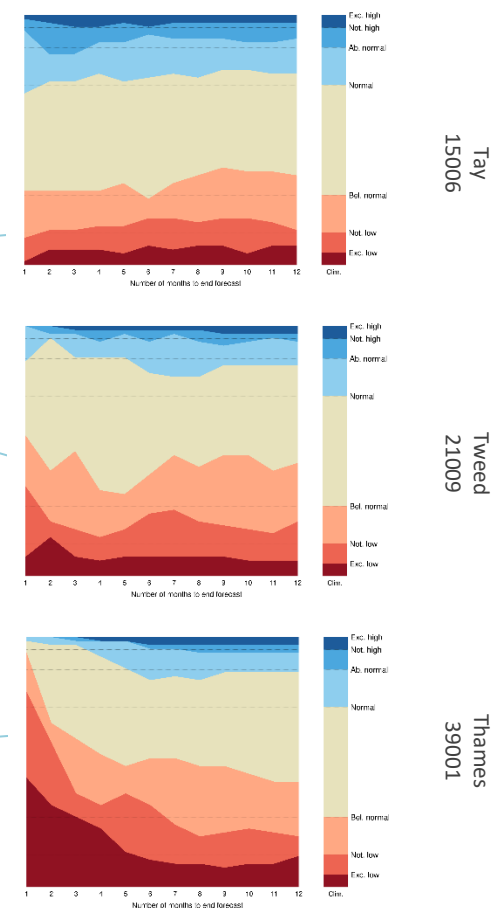 Exc. high
Not. high
Ab. normal
Normal
Bel. normal
Not. low
Exc. low
1 2 3 4 5 6 7 8 9 10 11 12 Clim.
Number of months to end forecast
Tay
15006
Exc. high
Not. high
Ab. normal
Normal
Bel. normal
Not. low
Exc. low
1 2 3 4 5 6 7 8 9 10 11 12 Clim.
Number of months to end forecast
Tweed
21009
Exc. high
Not. high
Ab. normal
Normal
Bel. normal
Not. low
Exc. low
1 2 3 4 5 6 7 8 9 10 11 12 Clim.
Number of months to end forecast
Thames
39001